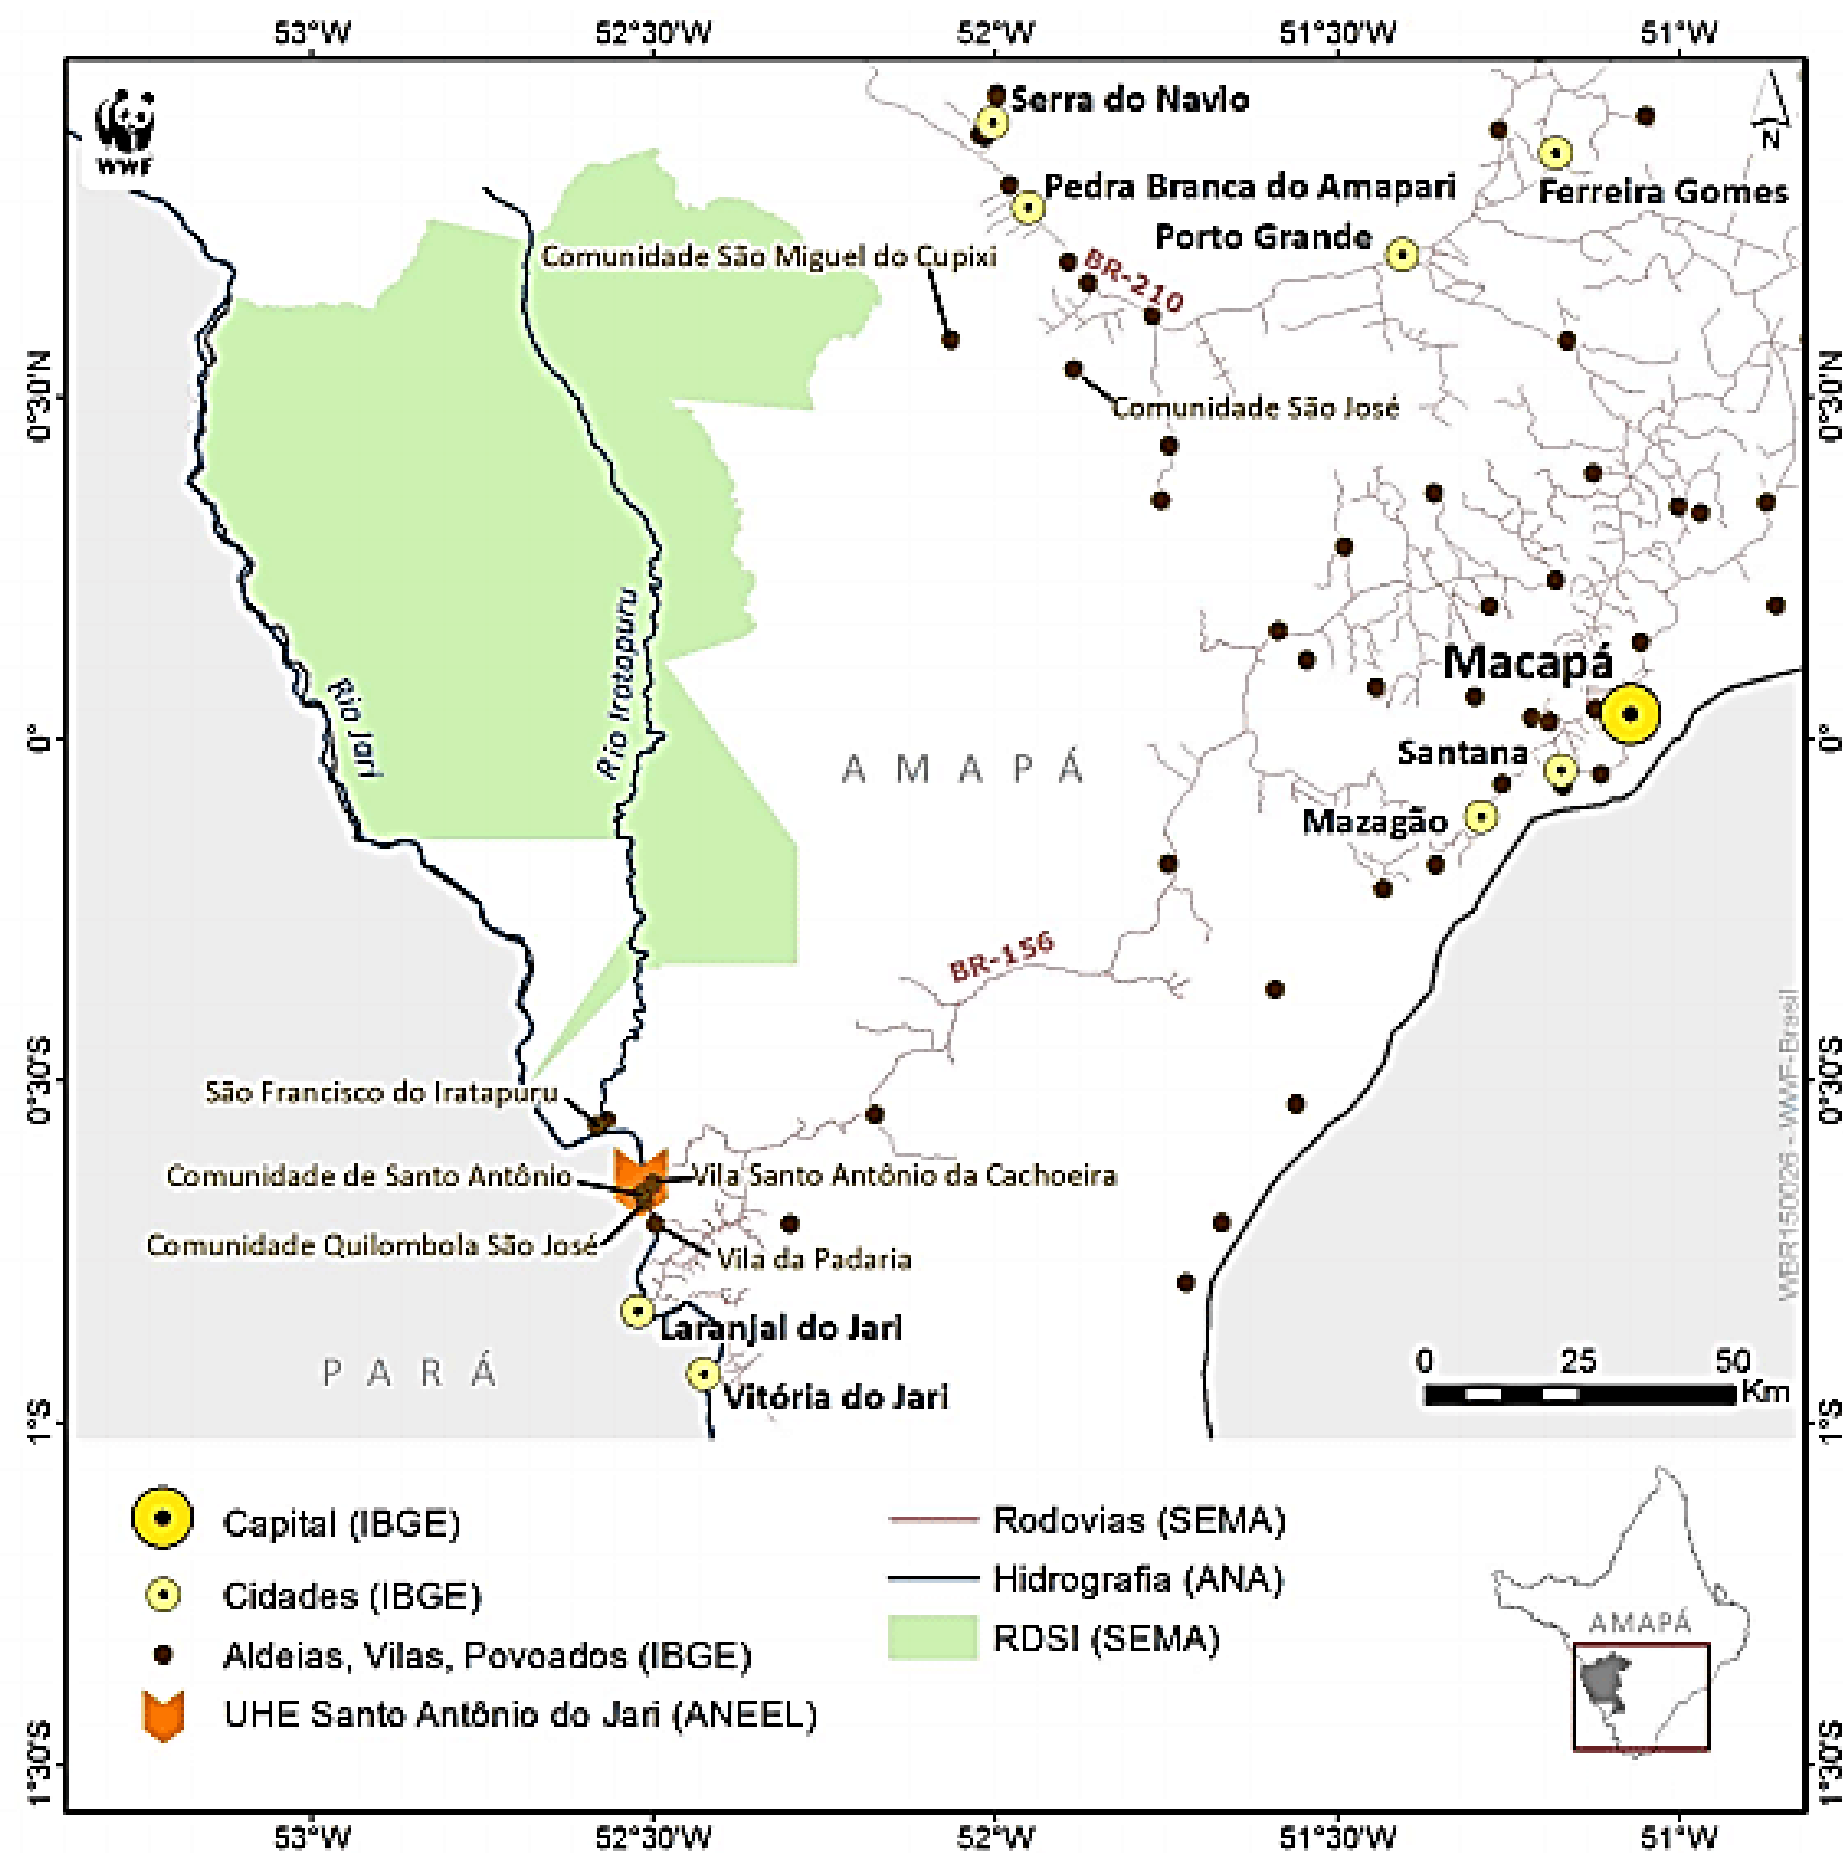 53°W
52°30'W
52°W
51°30'W
51°W
WWF
N
Serra do Navio
Pedra Branca do Amapari
Ferreira Gomes
Porto Grande
Comunidade São Miguel do Cupixi
BR-210
0°30'N
0°30'N
Comunidade São José
Rio Iratapuru
Rio Jari
Macapá
0°
0°
Santana
AMAPÁ
Mazagão
BR-156
0°30'S
0°30'S
São Francisco do Iratapuru
Comunidade de Santo Antônio
Vila Santo Antônio da Cachoeira
Comunidade Quilombola São José
Vila da Padaria
WBR150026 - WWF-Brasil
Laranjal do Jari
PARÁ
Vitória do Jari
0 25 50
Km
1°S
1°S
Capital (IBGE)
Cidades (IBGE)
Aldeias, Vilas, Povoados (IBGE)
UHE Santo Antônio do Jari (ANEEL)
Rodovias (SEMA)
Hidrografia (ANA)
RDSI (SEMA)
AMAPÁ
1°30'S
1°30'S
53°W
52°30'W
52°W
51°30'W
51°W